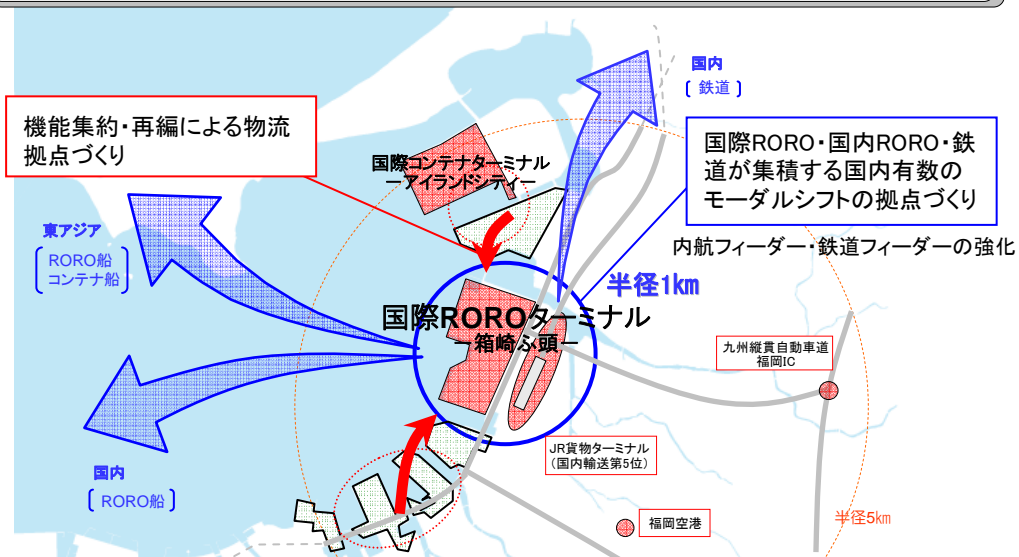 国内
[ 鉄道 ]
機能集約・再編による物流
拠点づくり
国際コンテナターミナル
ーアイランドシティー
国際RORO・国内RORO・鉄
道が集積する国内有数の
モーダルシフトの拠点づくり
内航フィーダー・鉄道フィーダーの強化
東アジア
RORO船
コンテナ船
半径1km
国際ROROターミナル
ー箱崎ふ頭ー
九州縦貫自動車道
福岡IC
JR貨物ターミナル
（国内輸送第5位）
国内
[ RORO船 ]
福岡空港
半径5km